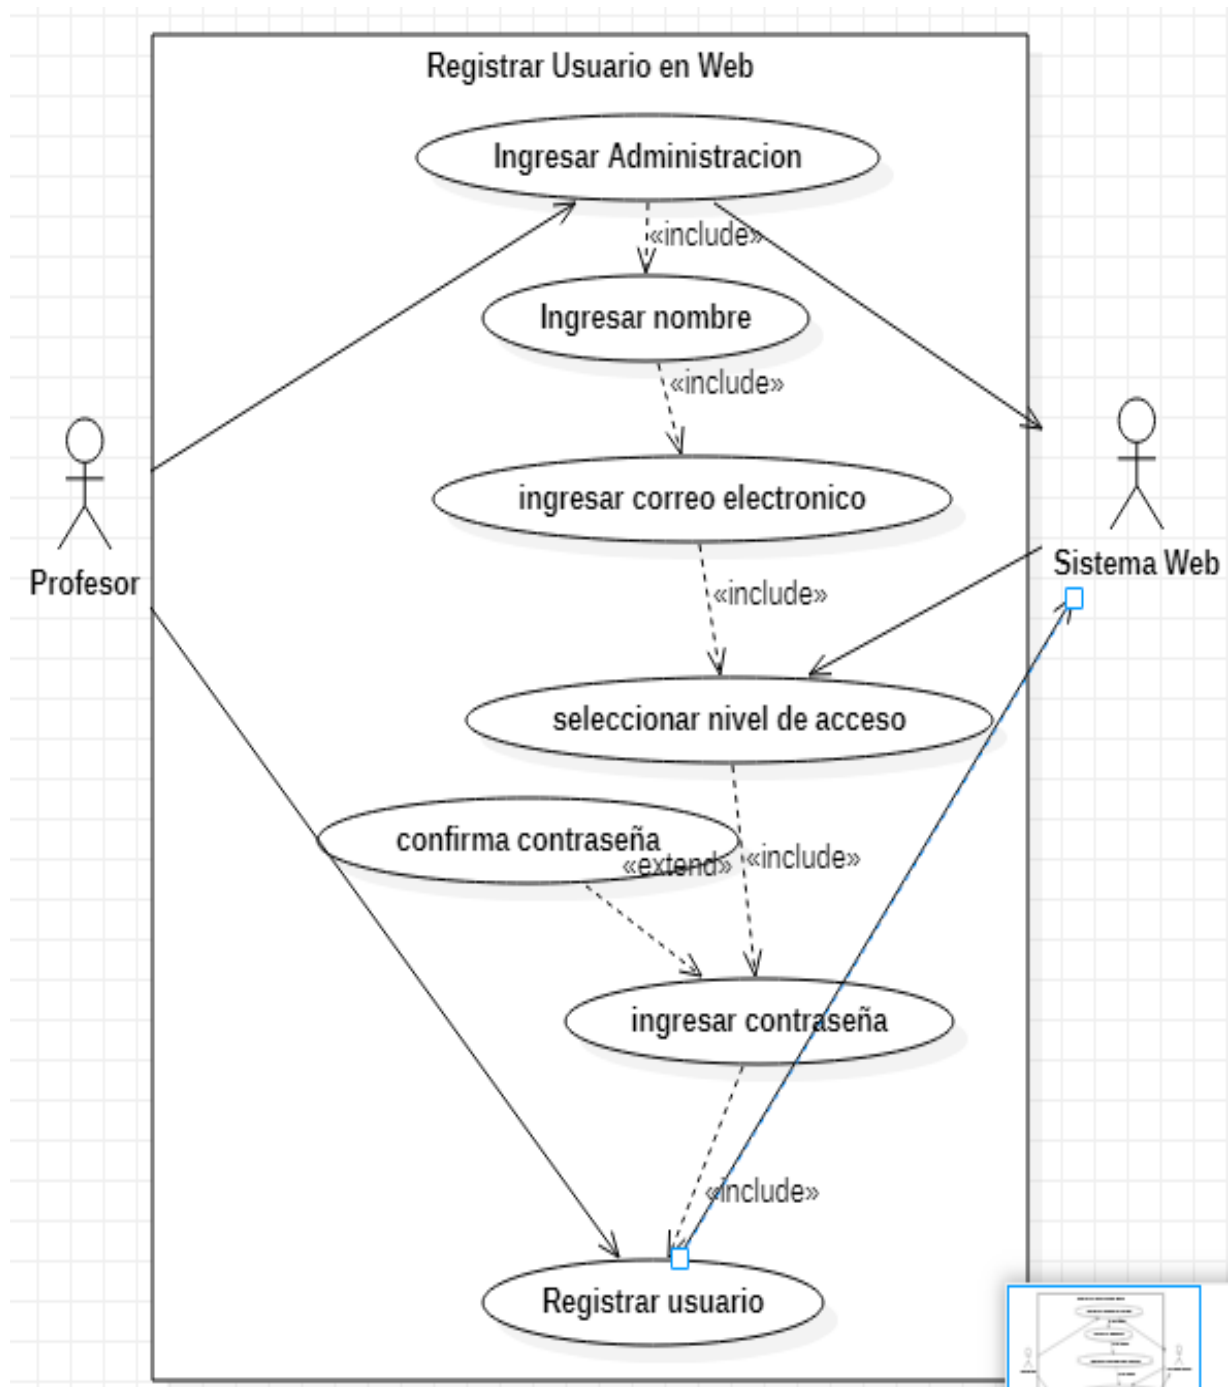 Registrar Usuario en Web
Ingresar Administracion
«include»
Ingresar nombre
«include»
ingresar correo electronico
«include»
Profesor
Sistema Web
seleccionar nivel de acceso
confirma contraseña
«extend»
«include»
ingresar contraseña
«include»
Registrar usuario